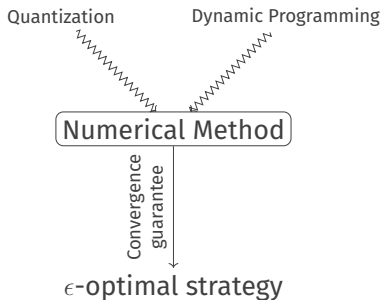 Quantization
Dynamic Programming
Numerical Method
Convergence
guarantee
ϵ-optimal strategy